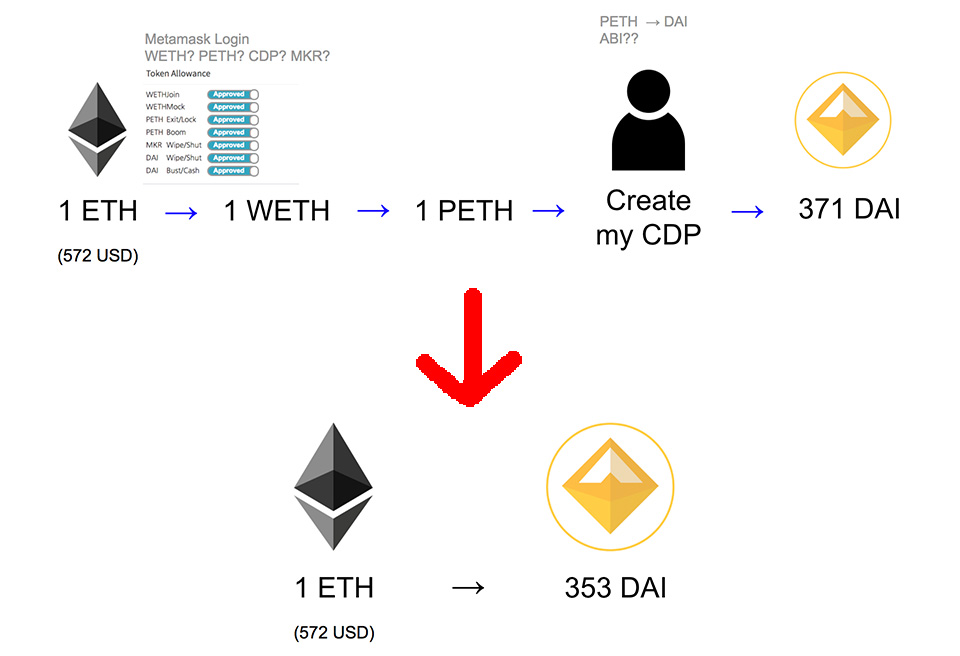 Metamask Login
WETH? PETH? CDP? MKR?
Token Allowance
WETHJoin Approved
WETHMock Approved
PETH Exit/Lock Approved
PETH Boom Approved
MKR Wipe/Shut Approved
DAI Wipe/Shut Approved
DAI Bust/Cash Approved
PETH → DAI
ABI??
1 ETH → 1 WETH → 1 PETH → Create my CDP → 371 DAI
(572 USD)
1 ETH → 353 DAI
(572 USD)